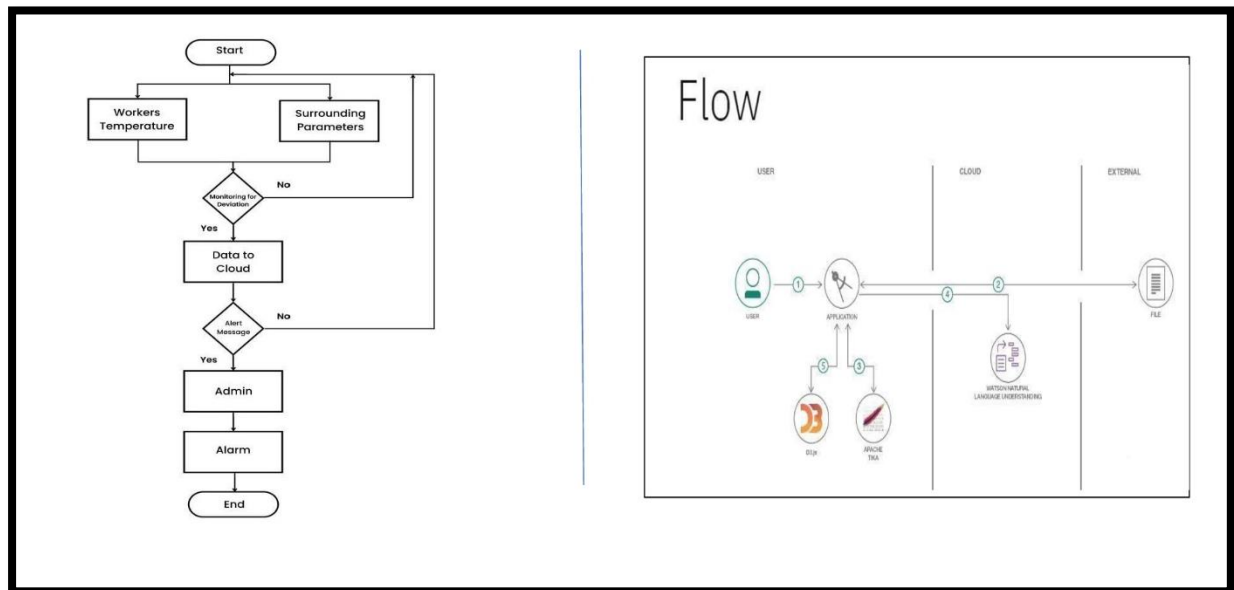 Start
Workers
Temperature
Surrounding
Parameters
Monitoring for
Deviation
No
Yes
Data to
Cloud
Alert
Message
No
Yes
Admin
Alarm
End
Flow
USER
CLOUD
EXTERNAL
1
2
4
USER
APPLICATION
FILE
5
3
WATSON NATURAL
LANGUAGE UNDERSTANDING
D3.js
APACHE
TIKA